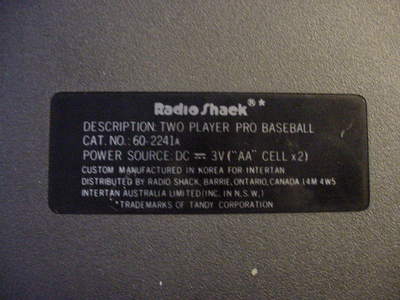 Radio Shack®*
DESCRIPTION: TWO PLAYER PRO BASEBALL
CAT. NO.: 60-2241A
POWER SOURCE: DC ⎓ 3V ("AA" CELL x 2)
CUSTOM MANUFACTURED IN KOREA FOR INTERTAN
DISTRIBUTED BY RADIO SHACK, BARRIE, ONTARIO, CANADA L4M 4W5
INTERTAN AUSTRALIA LIMITED (INC. IN N.S.W.)
*TRADEMARKS OF TANDY CORPORATION